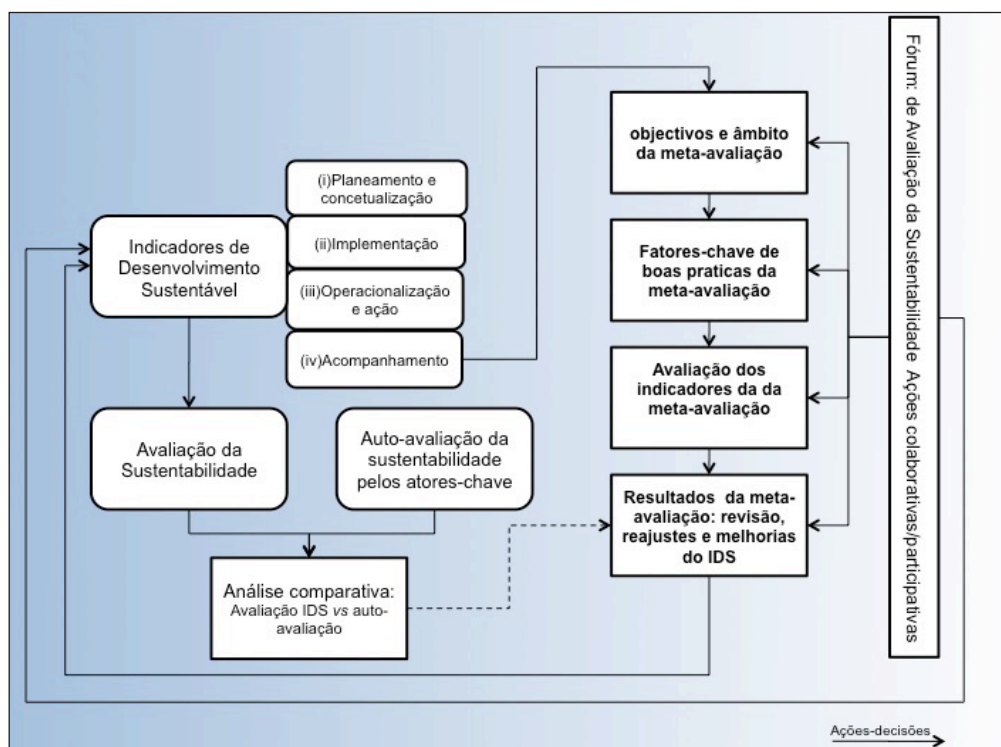 (i)Planeamento e
concetualização
(ii)Implementação
(iii)Operacionalização
e ação
(iv)Acompanhamento
Indicadores de
Desenvolvimento
Sustentável
Avaliação da
Sustentabilidade
Auto-avaliação da
sustentabilidade
pelos atores-chave
Análise comparativa:
Avaliação IDS vs auto-
avaliação
objectivos e âmbito
da meta-avaliação
Fatores-chave de
boas praticas da
meta-avaliação
Avaliação dos
indicadores da da
meta-avaliação
Resultados da meta-
avaliação: revisão,
reajustes e melhorias
do IDS
Fórum: de Avaliação da Sustentabilidade Ações colaborativas/participativas
Ações-decisões